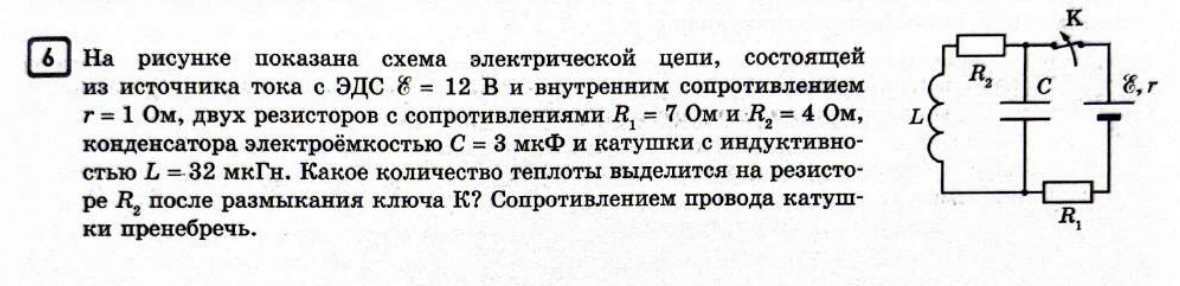 6 На рисунке показана схема электрической цепи, состоящей
из источника тока с ЭДС ℰ = 12 В и внутренним сопротивлением
r = 1 Ом, двух резисторов с сопротивлениями R₁ = 7 Ом и R₂ = 4 Ом,
конденсатора электроёмкостью C = 3 мкФ и катушки с индуктивно-
стью L = 32 мкГн. Какое количество теплоты выделится на резисто-
ре R₂ после размыкания ключа К? Сопротивлением провода катуш-
ки пренебречь.
К
R₂
C
ℰ, r
L
R₁